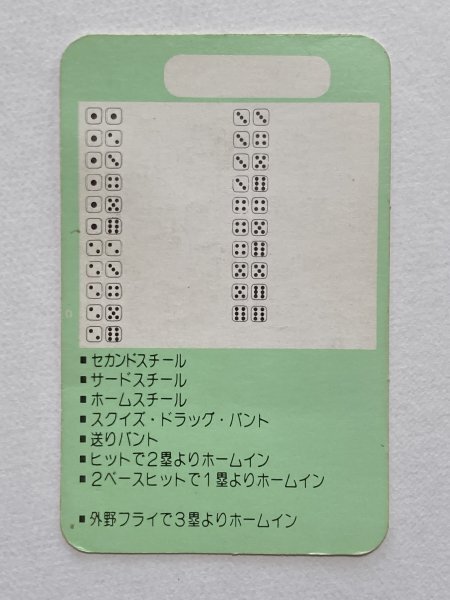 ■セカンドスチール
■サードスチール
■ホームスチール
■スクイズ・ドラッグ・バント
■送りバント
■ヒットで2塁よりホームイン
■2ベースヒットで1塁よりホームイン
■外野フライで3塁よりホームイン